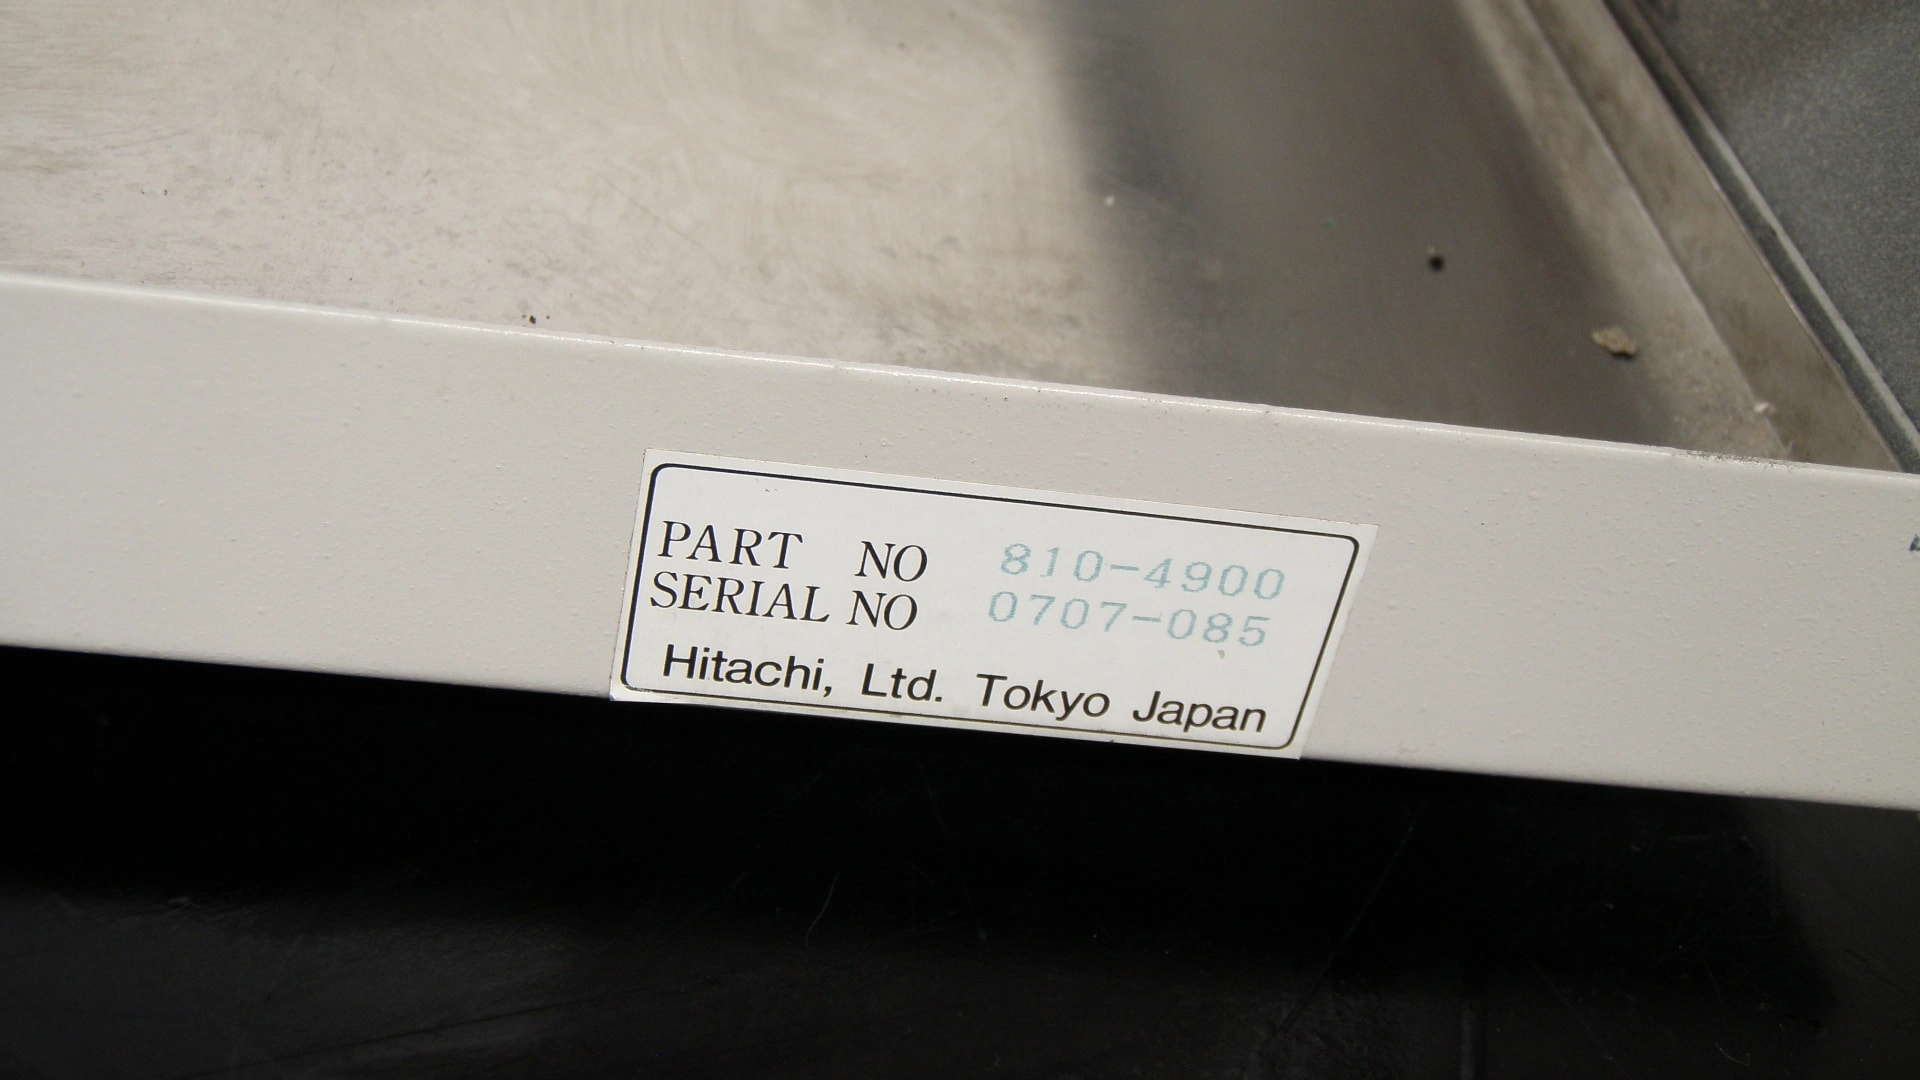 PART NO 810-4900
SERIAL NO 0707-085
Hitachi, Ltd. Tokyo Japan